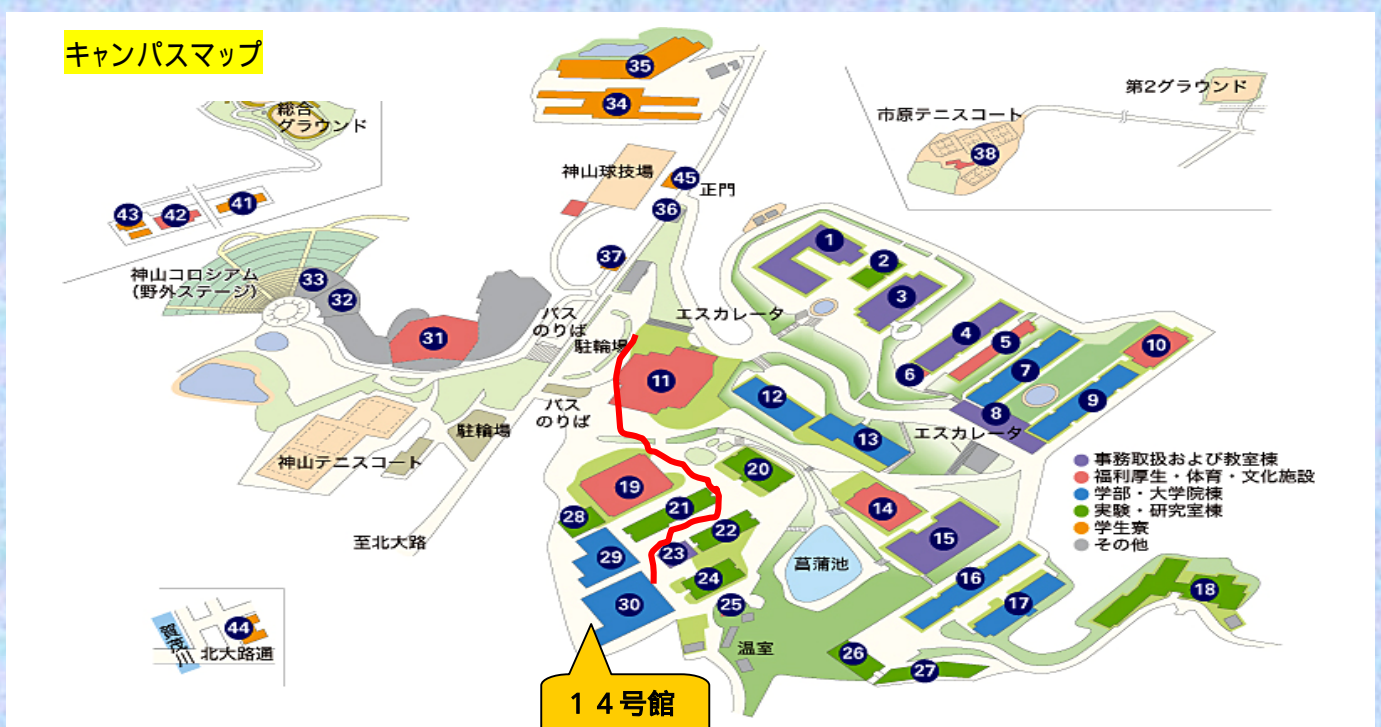 キャンパスマップ
35
34
総合
グラウンド
第2グラウンド
市原テニスコート
38
神山球技場
45
正門
43
42
41
36
1
2
37
3
神山コロシアム
(野外ステージ)
33
32
バス
のりば
エスカレータ
31
駐輪場
4
5
6
7
10
11
12
8
9
バス
のりば
駐輪場
13
エスカレータ
神山テニスコート
20
19
14
事務取扱および教室棟
福利厚生・体育・文化施設
学部・大学院棟
実験・研究室棟
学生寮
その他
28
21
22
15
至北大路
29
23
菖蒲池
24
16
30
25
17
18
44
賀茂川
北大路通
温室
26
27
14号館